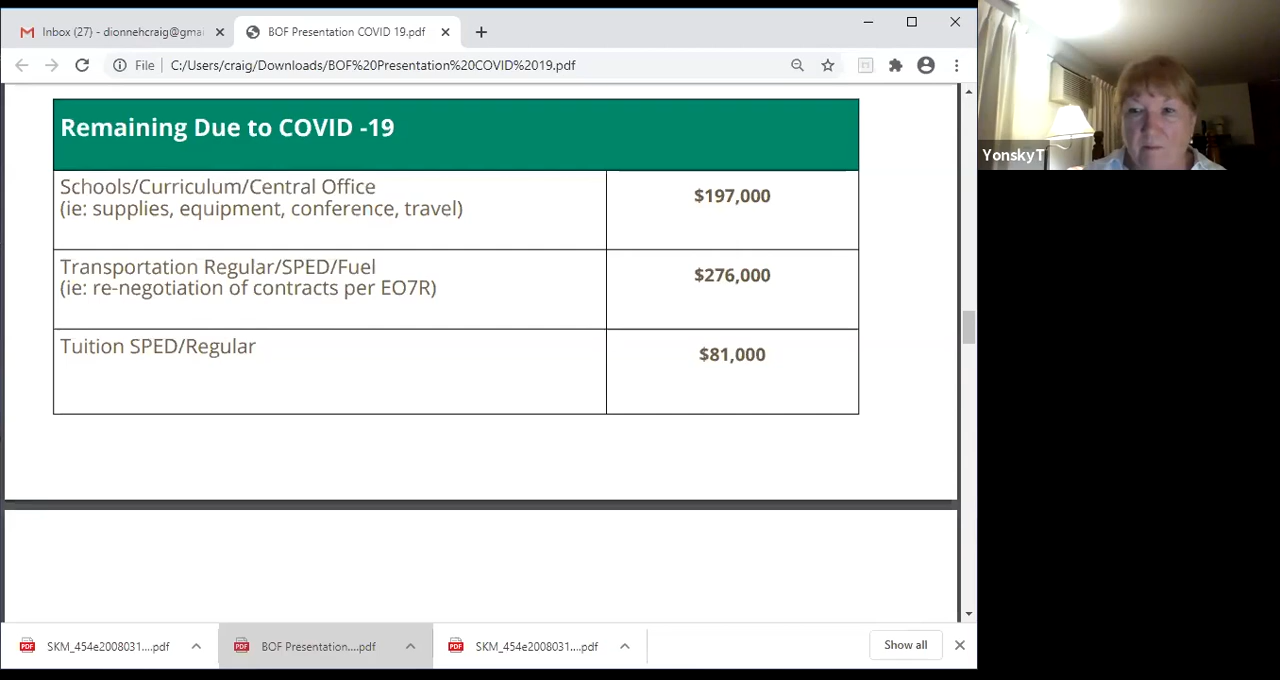 Inbox (27) - dionnehcraig@gmai
BOF Presentation COVID 19.pdf
File
C:/Users/craig/Downloads/BOF%20Presentation%20COVID%2019.pdf
YonskyT
Remaining Due to COVID -19
Schools/Curriculum/Central Office
(ie: supplies, equipment, conference, travel)
$197,000
Transportation Regular/SPED/Fuel
(ie: re-negotiation of contracts per EO7R)
$276,000
Tuition SPED/Regular
$81,000
SKM_454e2008031....pdf
BOF Presentation....pdf
SKM_454e2008031....pdf
Show all